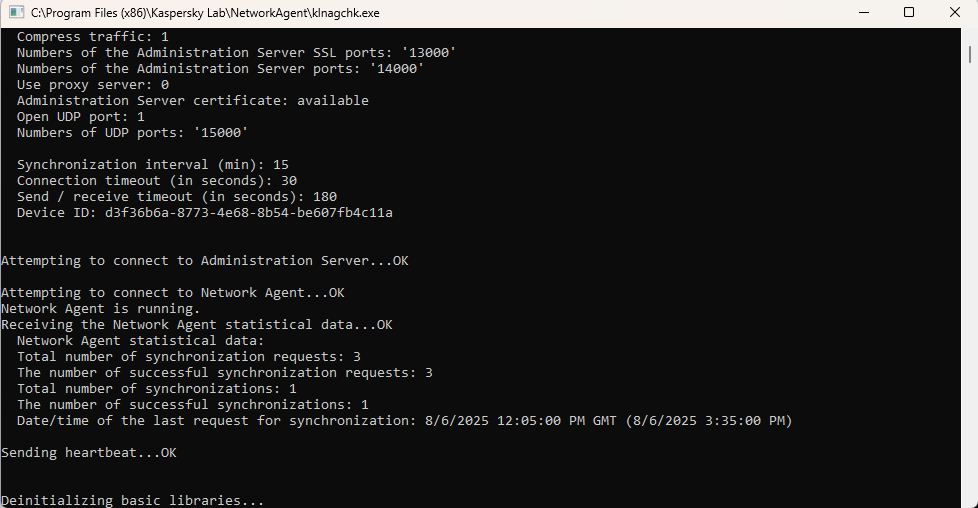 C:\Program Files (x86)\Kaspersky Lab\NetworkAgent\klnagchk.exe
Compress traffic: 1
Numbers of the Administration Server SSL ports: '13000'
Numbers of the Administration Server ports: '14000'
Use proxy server: 0
Administration Server certificate: available
Open UDP port: 1
Numbers of UDP ports: '15000'
Synchronization interval (min): 15
Connection timeout (in seconds): 30
Send / receive timeout (in seconds): 180
Device ID: d3f36b6a-8773-4e68-8b54-be607fb4c11a
Attempting to connect to Administration Server...OK
Attempting to connect to Network Agent...OK
Network Agent is running.
Receiving the Network Agent statistical data...OK
Network Agent statistical data:
Total number of synchronization requests: 3
The number of successful synchronization requests: 3
Total number of synchronizations: 1
The number of successful synchronizations: 1
Date/time of the last request for synchronization: 8/6/2025 12:05:00 PM GMT (8/6/2025 3:35:00 PM)
Sending heartbeat...OK
Deinitializing basic libraries...